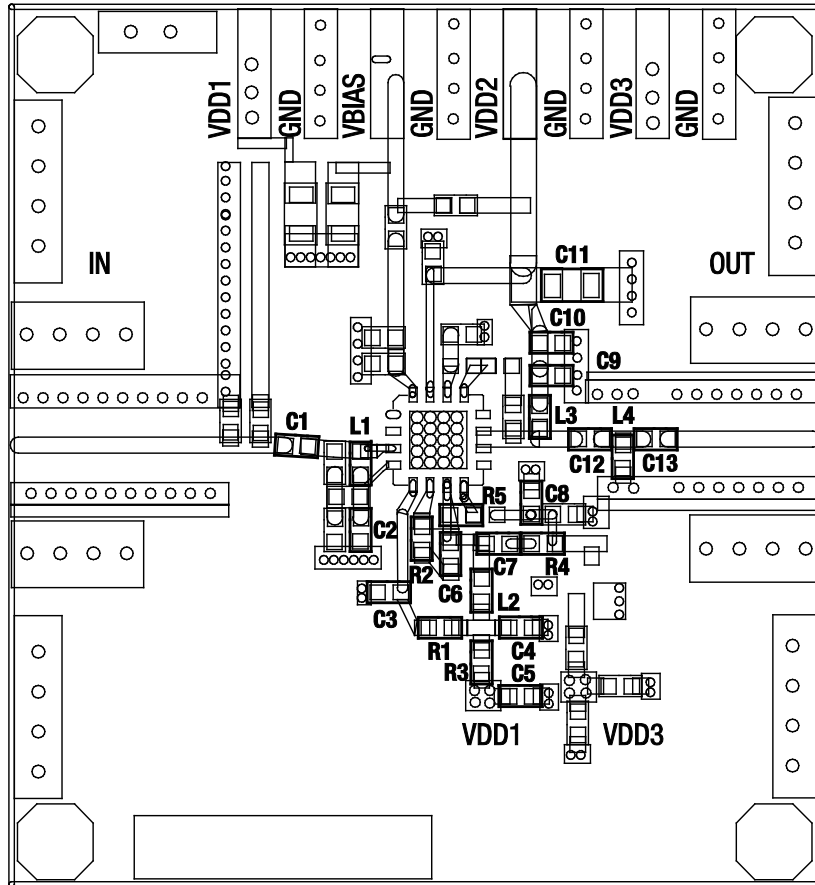 VDD1
GND
VBIAS
GND
VDD2
GND
VDD3
GND
IN
OUT
C11
C10
C9
C1
L1
L3
L4
C12
C13
C2
R5
C8
R2
C6
C7
R4
C3
L2
R1
C4
R3
C5
VDD1
VDD3